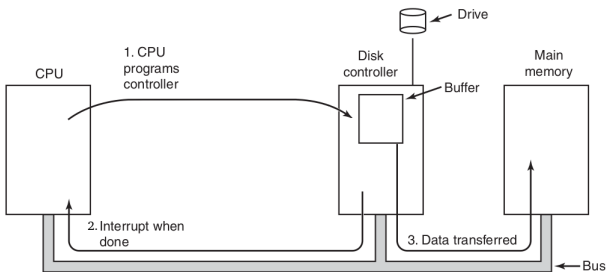 Drive
1. CPU
programs
controller
CPU
Disk
controller
Main
memory
Buffer
2. Interrupt when
done
3. Data transferred
Bus